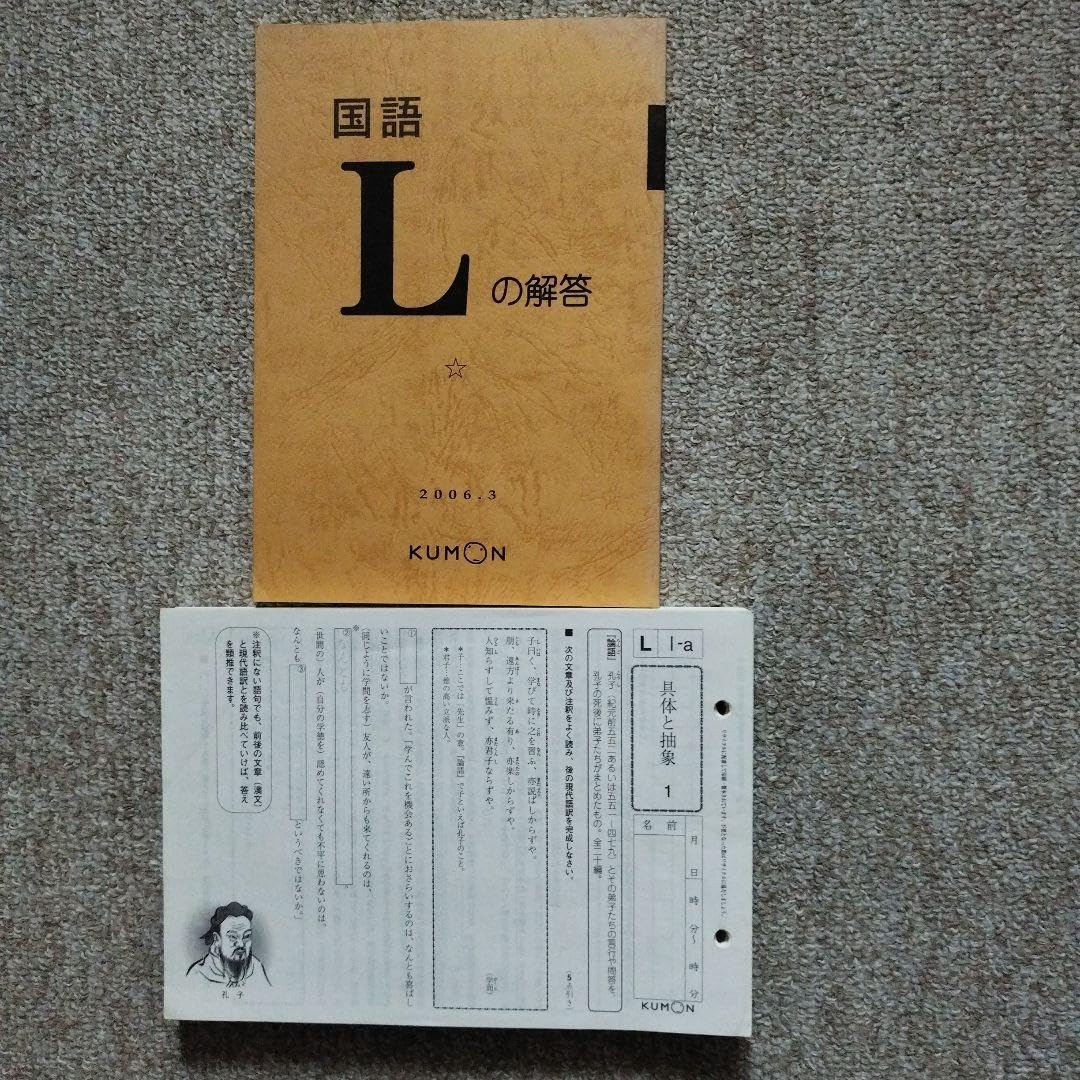 国語
L
の解答
☆
2006.3
KUMON
L 1-a
具体と抽象 1
名前
月 日 時 分〜 時 分
KUMON
『論語』 孔子（紀元前五五二あるいは五五一〜四七九）とその弟子たちの言行や問答を、
孔子の死後に弟子たちがまとめたもの。全二十編。
■ 次の文章及び注釈をよく読み、後の現代語訳を完成しなさい。
（5点引き）
子曰く、学びて時に之を習ふ、亦説ばしからずや。
朋、遠方より来たる有り、亦楽しからずや。
人知らずして慍みず、亦君子ならずや。
（学而）
＊子…ここでは「先生」の意。『論語』で子といえば孔子のこと。
＊君子…徳の高い立派な人。
① が言われた。「学んでこれを機会あるごとにおさらいするのは、なんとも喜ばし
いことではないか。
※（同じように学問を志す）友人が、遠い所からも来てくれるのは、
② 。
（世間の）人が（自分の学徳を）認めてくれなくても不平に思わないのは、
なんとも ③ というべきではないか。」
※注釈にない語句でも、前後の文章（漢文）
と現代語訳とを読み比べていけば、答え
を類推できます。
孔子